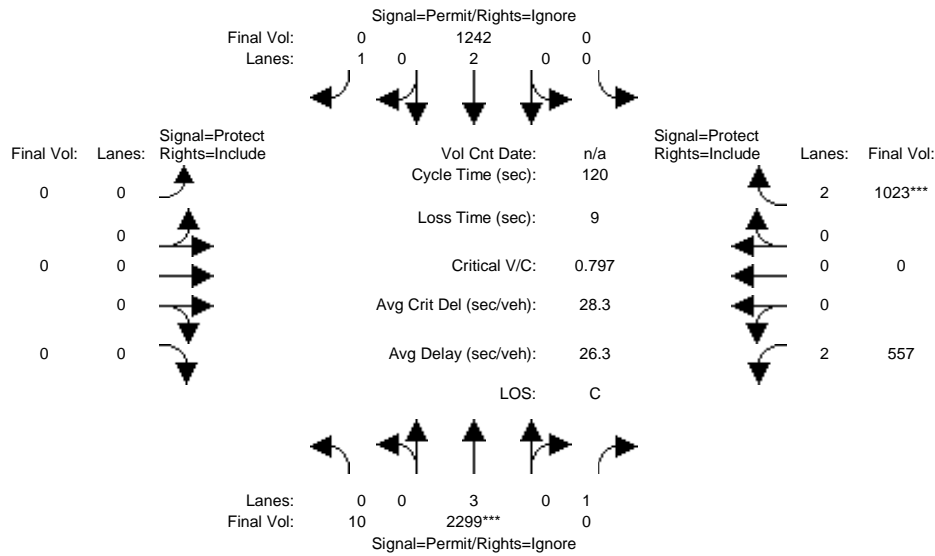 Signal=Permit/Rights=Ignore
Final Vol: 0 1242 0
Lanes: 1 0 2 0 0
Signal=Protect Signal=Protect
Final Vol: Lanes: Rights=Include Vol Cnt Date: n/a Rights=Include Lanes: Final Vol:
Cycle Time (sec): 120
0 0 2 1023***
Loss Time (sec): 9
0 0
0 0 Critical V/C: 0.797 0 0
0 Avg Crit Del (sec/veh): 28.3 0
0 0 Avg Delay (sec/veh): 26.3 2 557
LOS: C
Lanes: 0 0 3 0 1
Final Vol: 10 2299*** 0
Signal=Permit/Rights=Ignore